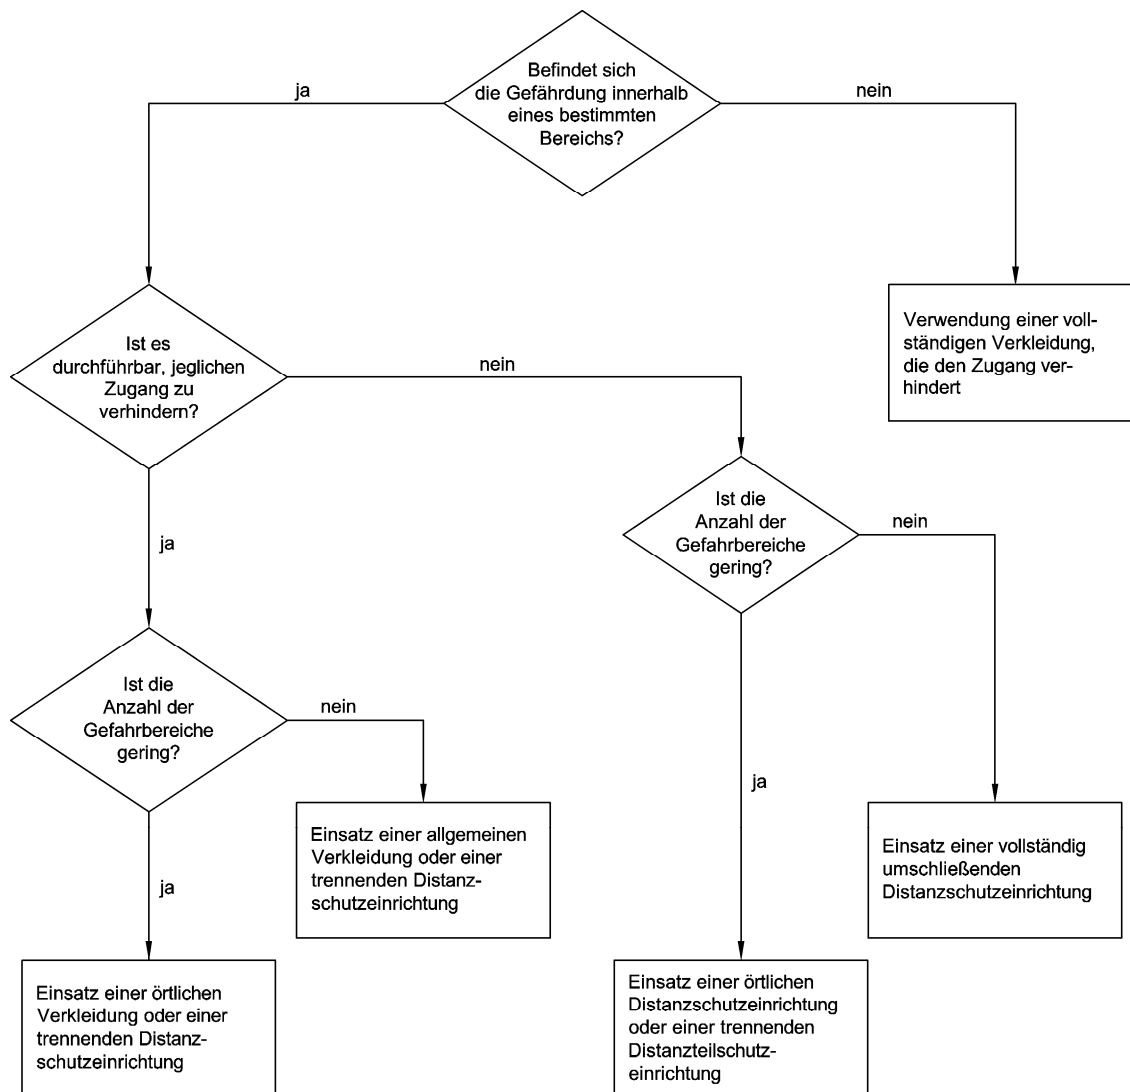 Befindet sich
die Gefährdung innerhalb
eines bestimmten
Bereichs?
ja
nein
Verwendung einer voll-
ständigen Verkleidung,
die den Zugang ver-
hindert
Ist es
durchführbar, jeglichen
Zugang zu
verhindern?
nein
ja
Ist die
Anzahl der
Gefahrbereiche
gering?
nein
ja
Ist die
Anzahl der
Gefahrbereiche
gering?
nein
ja
Einsatz einer allgemeinen
Verkleidung oder einer
trennenden Distanz-
schutzeinrichtung
Einsatz einer vollständig
umschließenden
Distanzschutzeinrichtung
Einsatz einer örtlichen
Verkleidung oder einer
trennenden Distanz-
schutzeinrichtung
Einsatz einer örtlichen
Distanzschutzeinrichtung
oder einer trennenden
Distanzteilschutz-
einrichtung